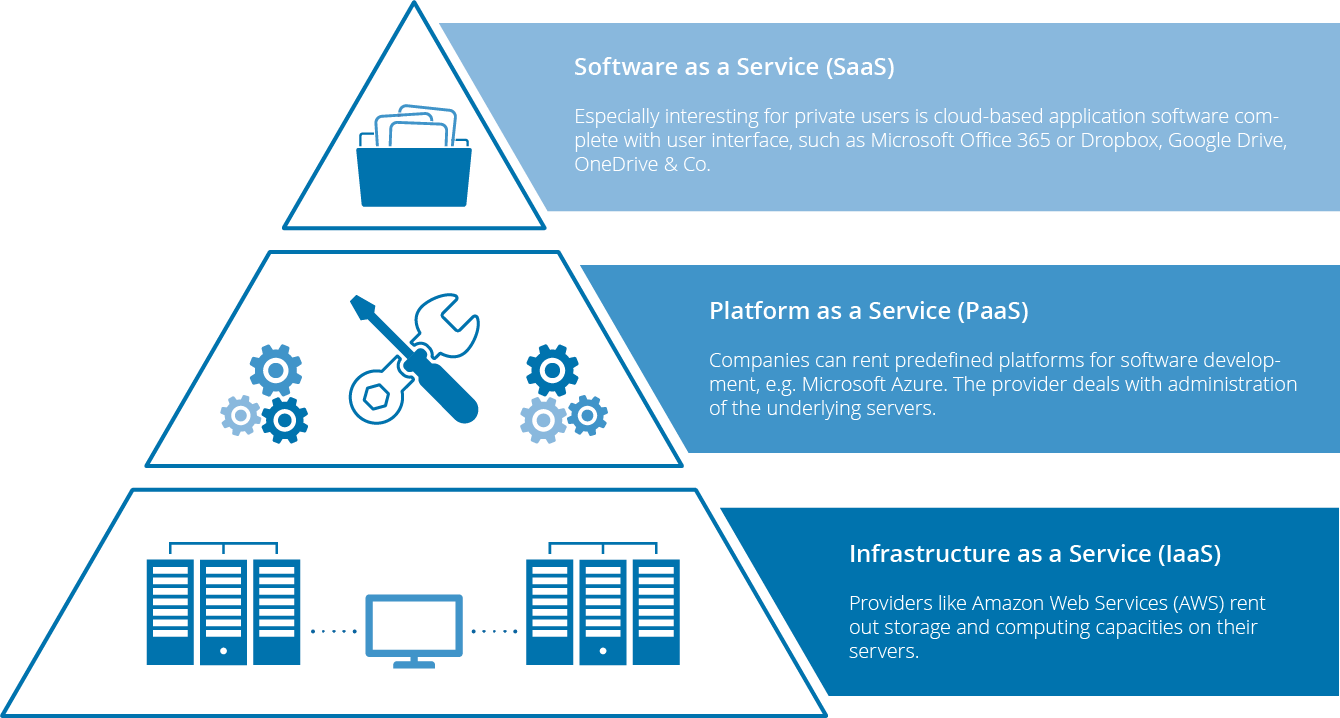 Software as a Service (SaaS)
Especially interesting for private users is cloud-based application software com-
plete with user interface, such as Microsoft Office 365 or Dropbox, Google Drive,
OneDrive & Co.
Platform as a Service (PaaS)
Companies can rent predefined platforms for software develop-
ment, e.g. Microsoft Azure. The provider deals with administration
of the underlying servers.
Infrastructure as a Service (IaaS)
Providers like Amazon Web Services (AWS) rent
out storage and computing capacities on their
servers.